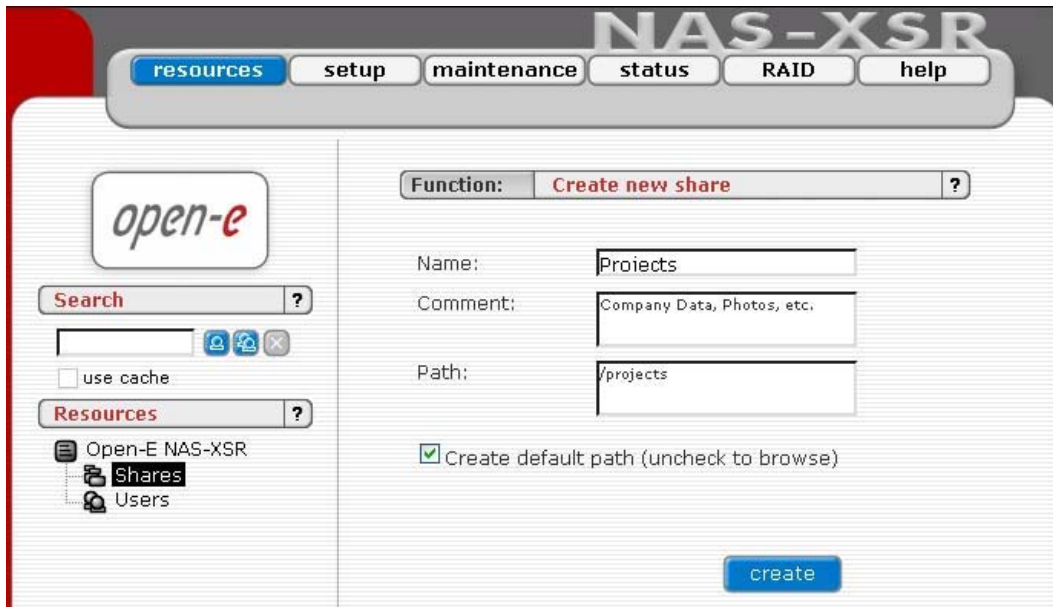 NAS-XSR
resources setup maintenance status RAID help
open-e
Function: Create new share ?
Name: Projects
Comment: Company Data, Photos, etc.
Path: /projects
Create default path (uncheck to browse)
create
Search ?
use cache
Resources ?
Open-E NAS-XSR
Shares
Users